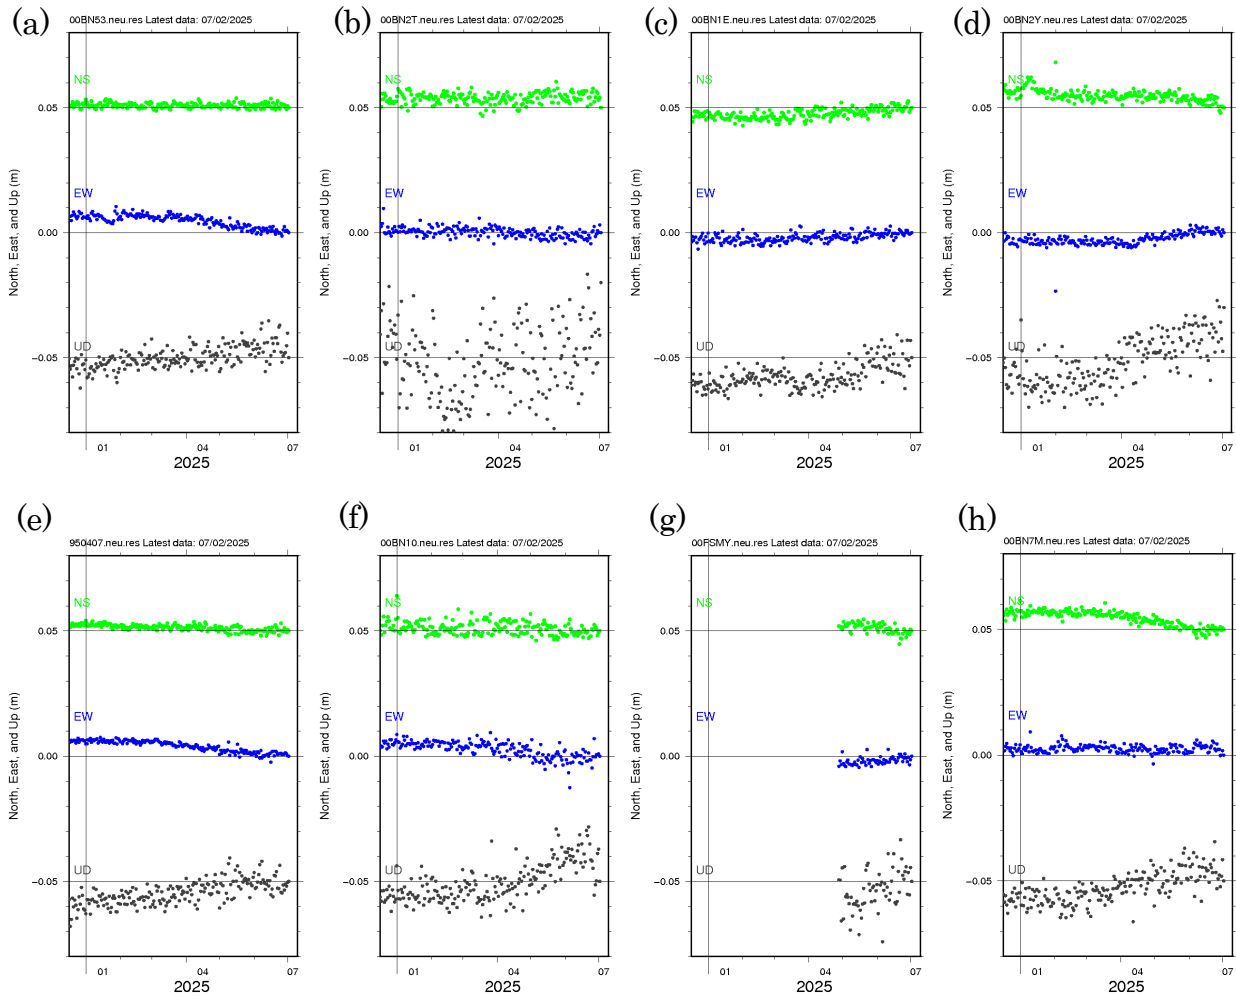 (a)
00BN53.neu.res Latest data: 07/02/2025
North, East, and Up (m)
NS
0.05
EW
0.00
UD
−0.05
01 04 07
2025
(b)
00BN2T.neu.res Latest data: 07/02/2025
North, East, and Up (m)
NS
0.05
EW
0.00
UD
−0.05
01 04 07
2025
(c)
00BN1E.neu.res Latest data: 07/02/2025
North, East, and Up (m)
NS
0.05
EW
0.00
UD
−0.05
01 04 07
2025
(d)
00BN2Y.neu.res Latest data: 07/02/2025
North, East, and Up (m)
NS
0.05
EW
0.00
UD
−0.05
01 04 07
2025
(e)
950407.neu.res Latest data: 07/02/2025
North, East, and Up (m)
NS
0.05
EW
0.00
UD
−0.05
01 04 07
2025
(f)
00BN10.neu.res Latest data: 07/02/2025
North, East, and Up (m)
NS
0.05
EW
0.00
UD
−0.05
01 04 07
2025
(g)
00FSMY.neu.res Latest data: 07/02/2025
North, East, and Up (m)
NS
0.05
EW
0.00
UD
−0.05
01 04 07
2025
(h)
00BN7M.neu.res Latest data: 07/02/2025
North, East, and Up (m)
NS
0.05
EW
0.00
UD
−0.05
01 04 07
2025